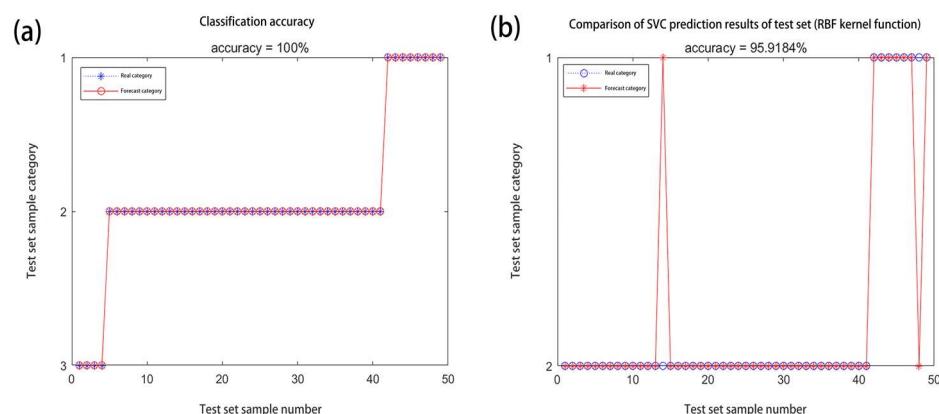 (a)
Classification accuracy
accuracy = 100%
1
2
3
Real category
Forecast category
Test set sample category
0
10
20
30
40
50
Test set sample number
(b)
Comparison of SVC prediction results of test set (RBF kernel function)
accuracy = 95.9184%
1
2
Real category
Forecast category
Test set sample category
0
10
20
30
40
50
Test set sample number